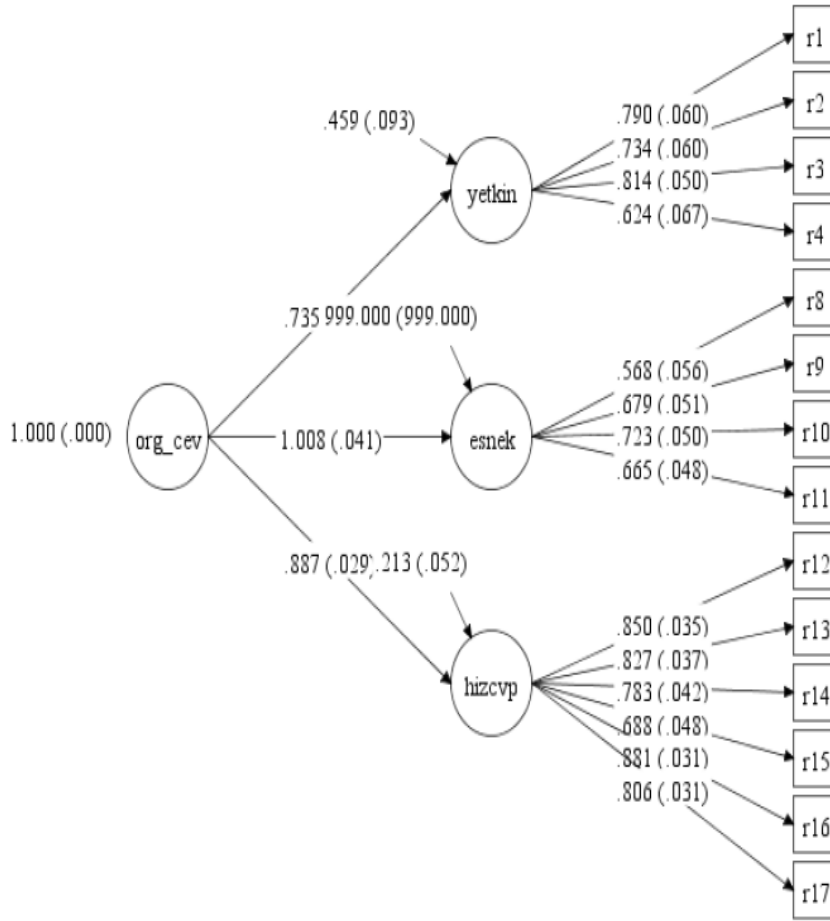 r1
r2
r3
r4
r8
r9
r10
r11
r12
r13
r14
r15
r16
r17
.790 (.060)
.734 (.060)
.814 (.050)
.624 (.067)
.459 (.093)
yetkin
.735 999.000 (999.000)
.568 (.056)
.679 (.051)
.723 (.050)
.665 (.048)
1.000 (.000)
org_cev
1.008 (.041)
esnek
.887 (.029) .213 (.052)
.850 (.035)
.827 (.037)
.783 (.042)
.688 (.048)
.881 (.031)
.806 (.031)
hizcvp